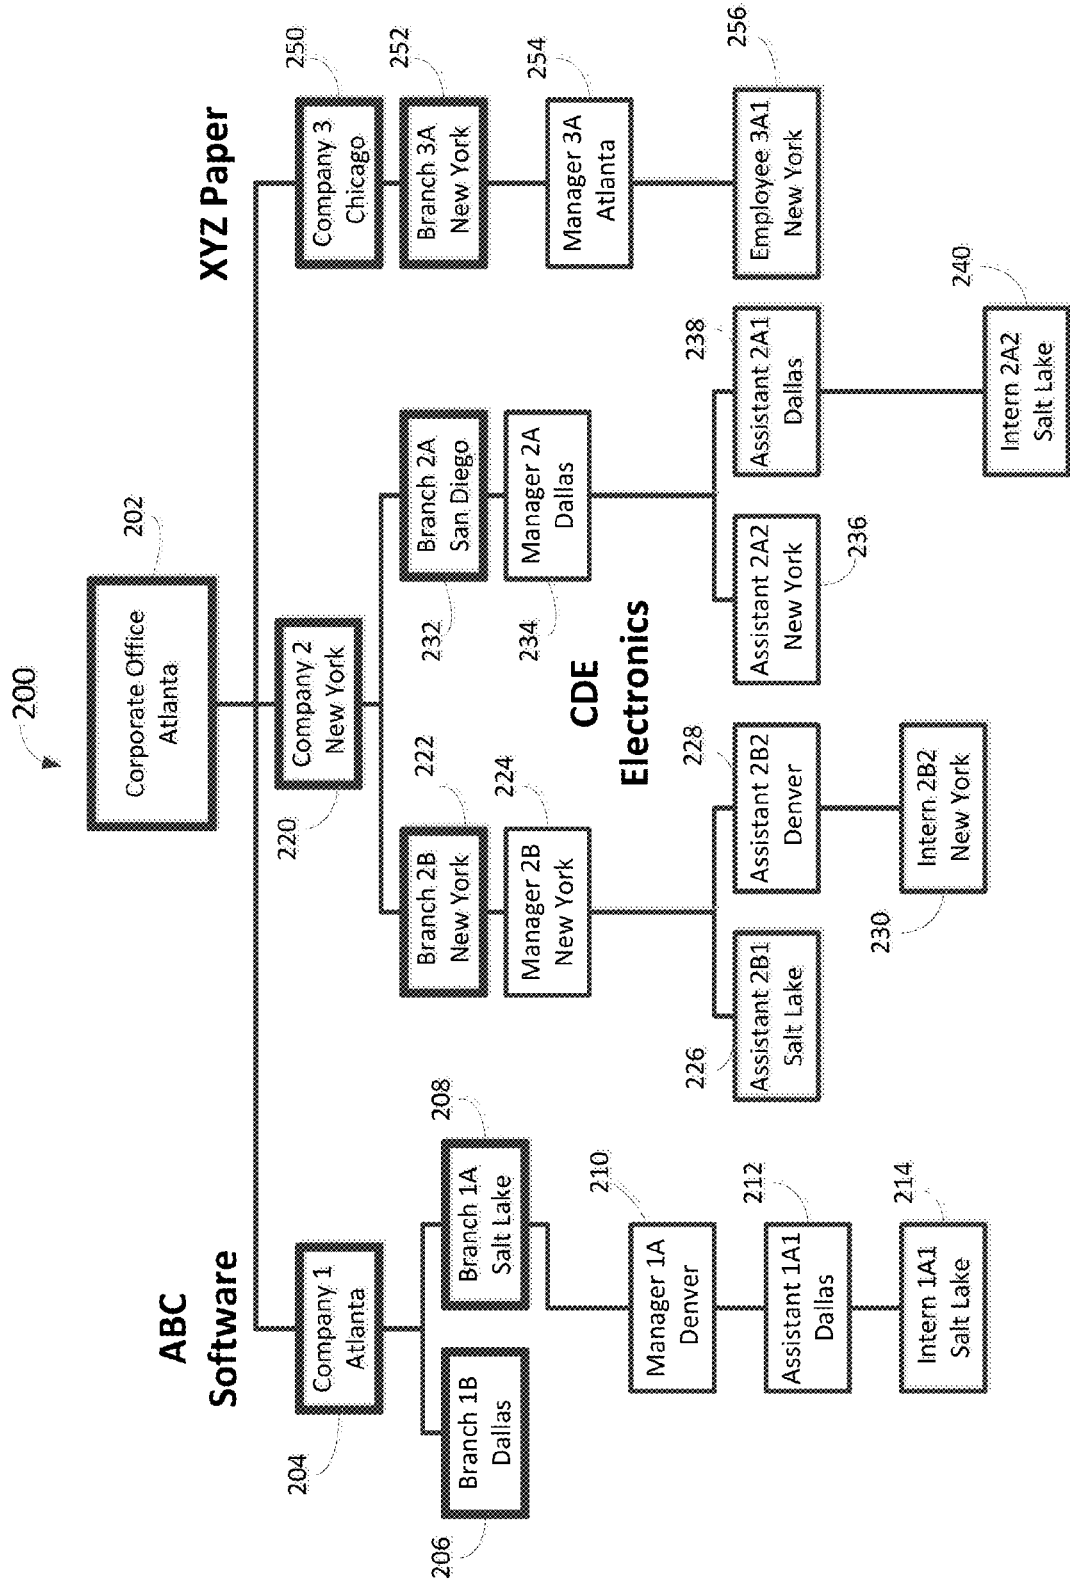 200
202
Corporate Office
Atlanta
ABC
Software
XYZ Paper
204
Company 1
Atlanta
220
Company 2
New York
250
Company 3
Chicago
206
Branch 1B
Dallas
208
Branch 1A
Salt Lake
222
Branch 2B
New York
232
Branch 2A
San Diego
252
Branch 3A
New York
210
Manager 1A
Denver
224
Manager 2B
New York
234
Manager 2A
Dallas
254
Manager 3A
Atlanta
CDE
Electronics
212
Assistant 1A1
Dallas
226
Assistant 2B1
Salt Lake
228
Assistant 2B2
Denver
236
Assistant 2A2
New York
238
Assistant 2A1
Dallas
256
Employee 3A1
New York
214
Intern 1A1
Salt Lake
230
Intern 2B2
New York
240
Intern 2A2
Salt Lake